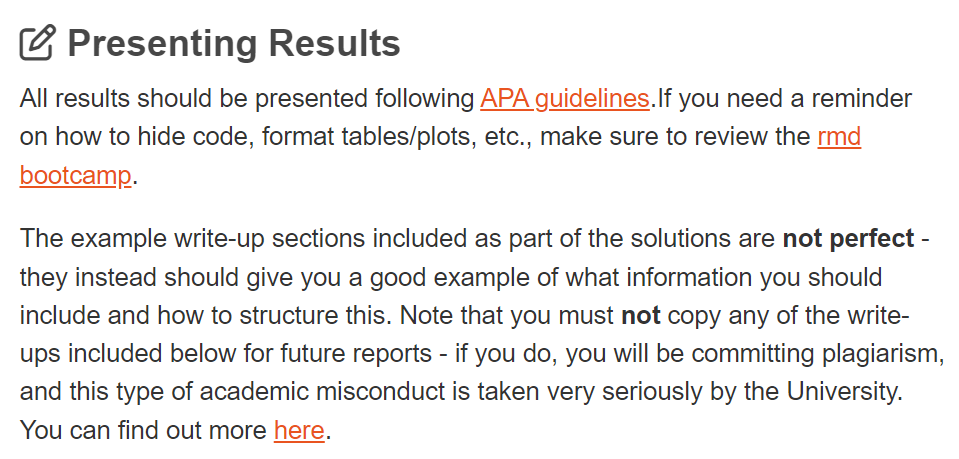 Presenting Results
All results should be presented following APA guidelines.If you need a reminder
on how to hide code, format tables/plots, etc., make sure to review the rmd
bootcamp.
The example write-up sections included as part of the solutions are not perfect -
they instead should give you a good example of what information you should
include and how to structure this. Note that you must not copy any of the write-
ups included below for future reports - if you do, you will be committing plagiarism,
and this type of academic misconduct is taken very seriously by the University.
You can find out more here.